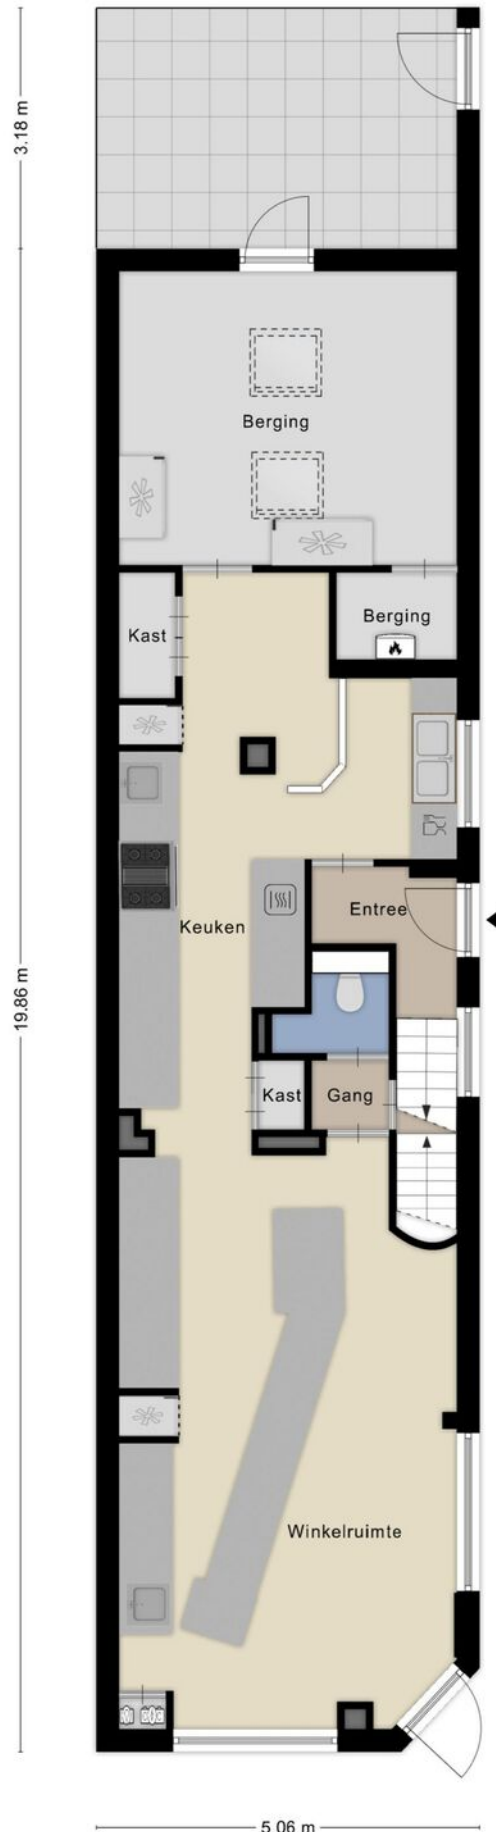 3.18 m
Berging
Berging
Kast
Entree
Keuken
19.86 m
Kast
Gang
Winkelruimte
5.06 m